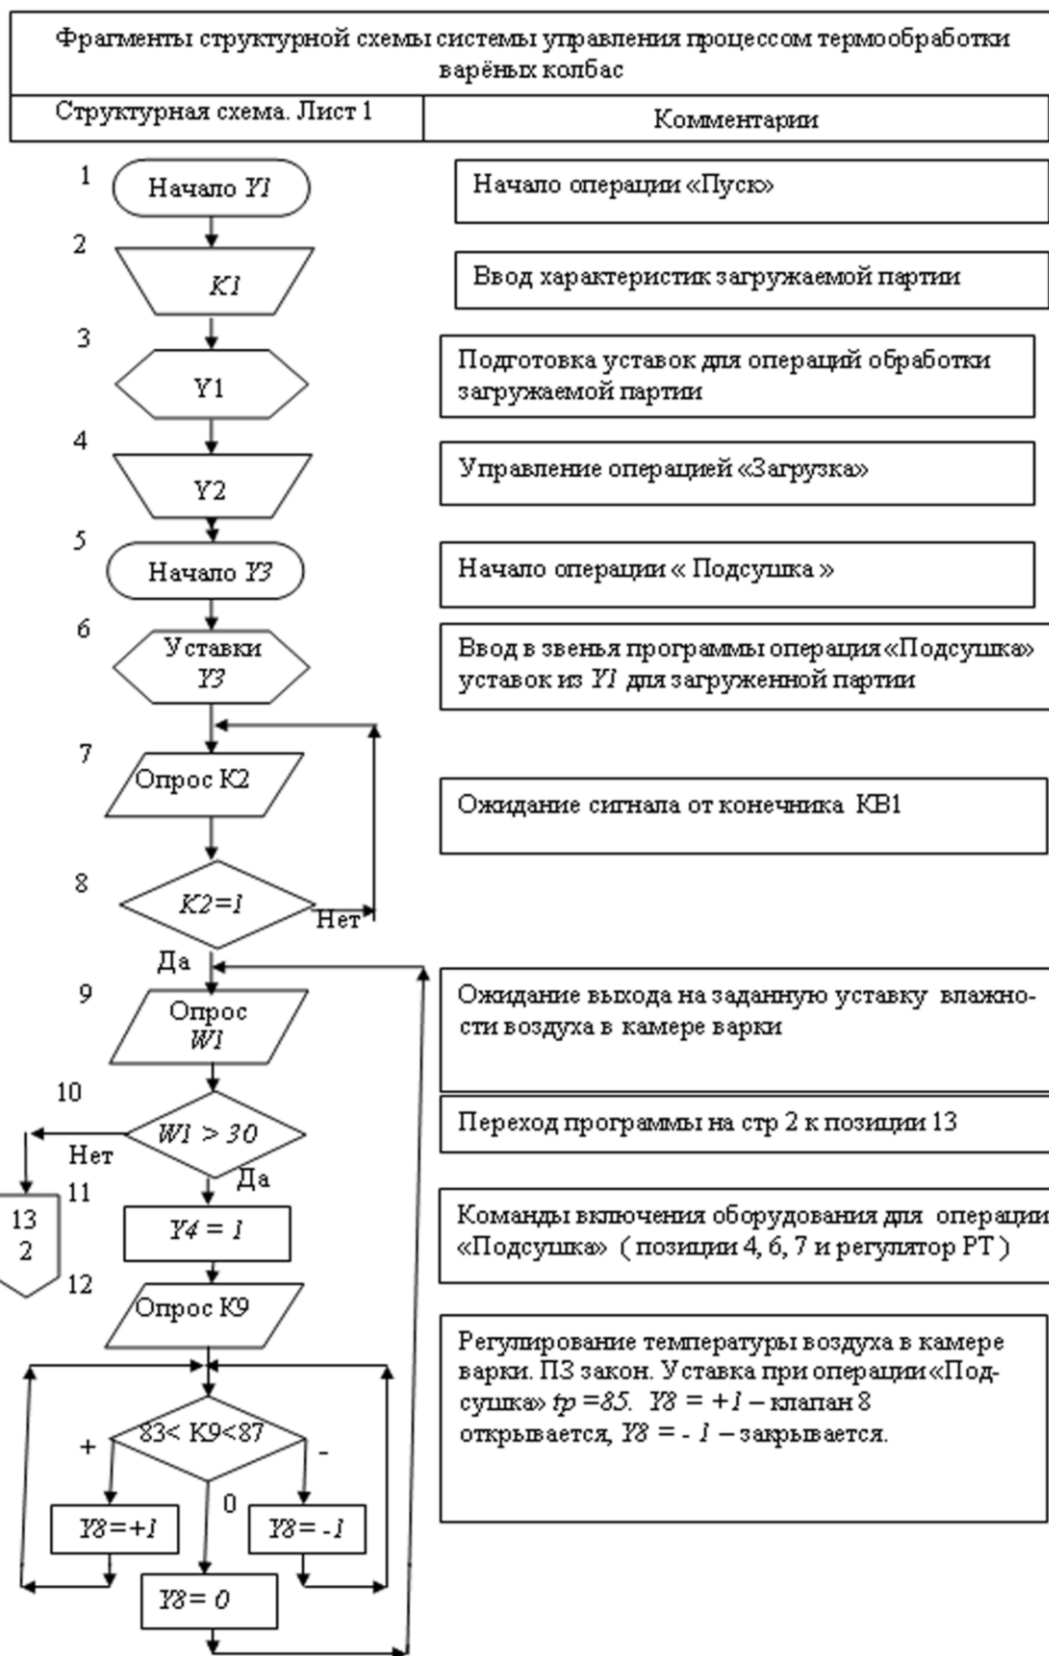 Фрагменты структурной схемы системы управления процессом термообработки
варёных колбас
Структурная схема. Лист 1
Комментарии
1
Начало Y1
Начало операции «Пуск»
2
K1
Ввод характеристик загружаемой партии
3
Y1
Подготовка уставок для операций обработки
загружаемой партии
4
Y2
Управление операцией «Загрузка»
5
Начало Y3
Начало операции « Подсушка »
6
Уставки
Y3
Ввод в звенья программы операция «Подсушка»
уставок из Y1 для загруженной партии
7
Опрос К2
Ожидание сигнала от конечника КВ1
8
K2=1
Нет
Да
9
Опрос
W1
Ожидание выхода на заданную уставку влажно-
сти воздуха в камере варки
10
W1 > 30
Нет
Да
Переход программы на стр 2 к позиции 13
13
2
11
Y4 = 1
Команды включения оборудования для операции
«Подсушка» ( позиции 4, 6, 7 и регулятор РТ )
12
Опрос К9
Регулирование температуры воздуха в камере
варки. ПЗ закон. Уставка при операции «Под-
сушка» tp =85. Y8 = +1 – клапан 8
открывается, Y8 = - 1 – закрывается.
83< К9<87
+
-
0
Y8=+1
Y8= -1
Y8= 0